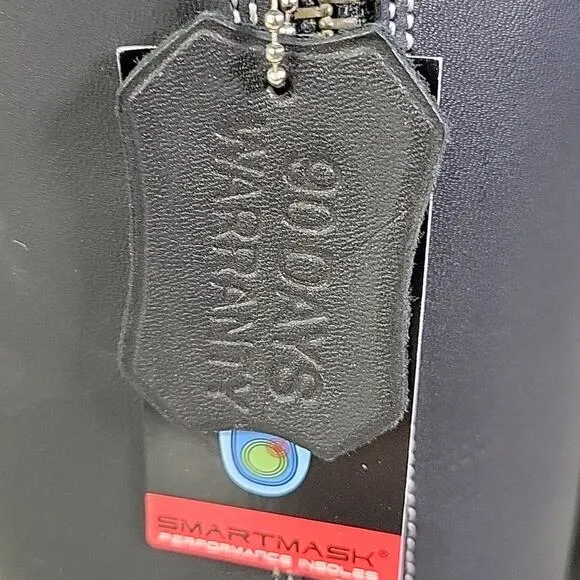 90 DAYS
WARRANTY
SMARTMASK®
PERFORMANCE INSOLES